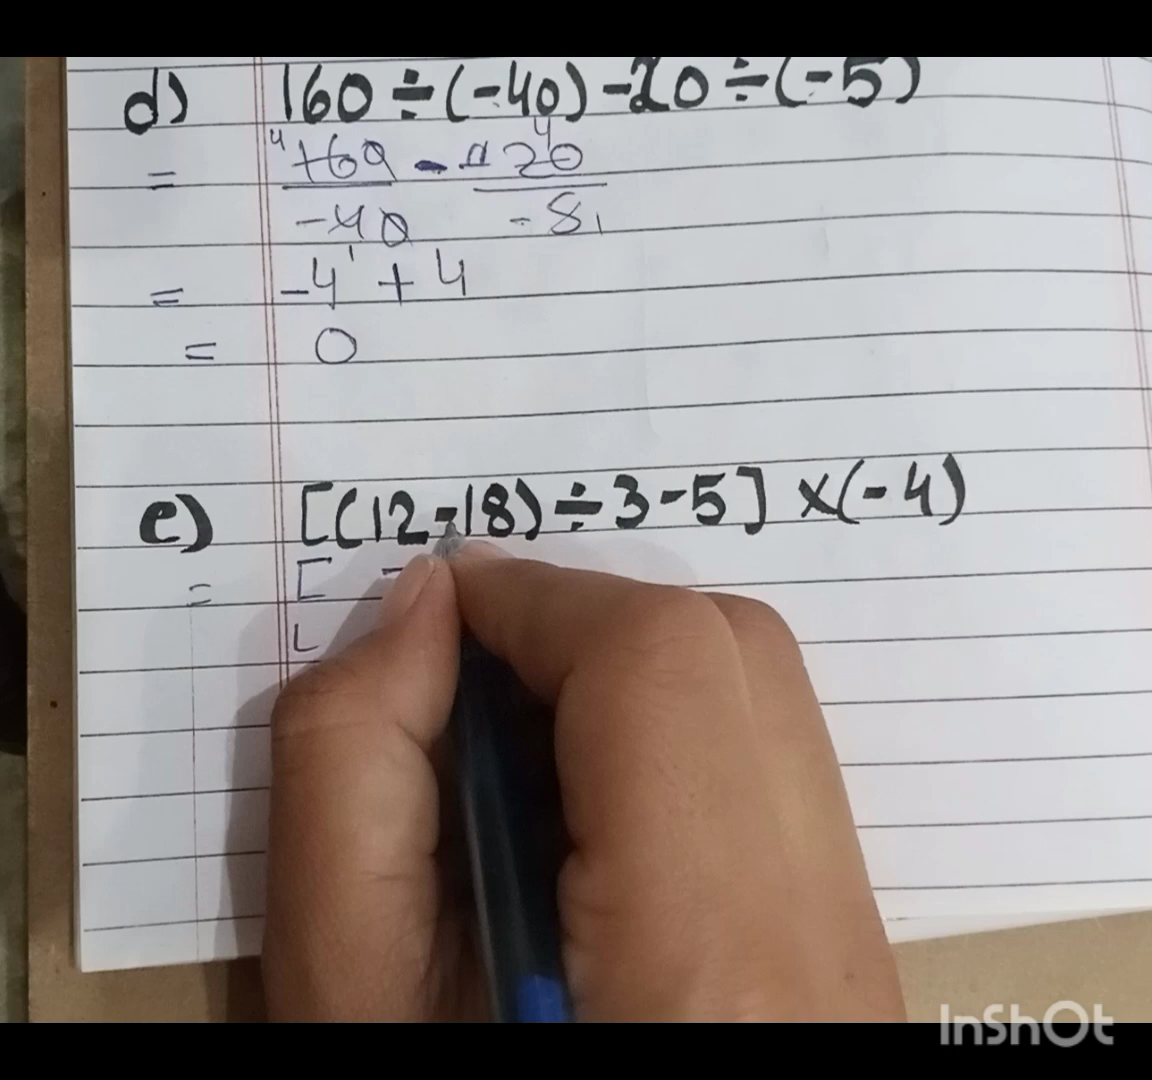 d) 160 ÷ (-40) - 20 ÷ (-5)
= 160/-40 - 20/-5
= -4 + 4
= 0
e) [(12-18) ÷ 3 - 5] × (-4)
= [ -
InShOt